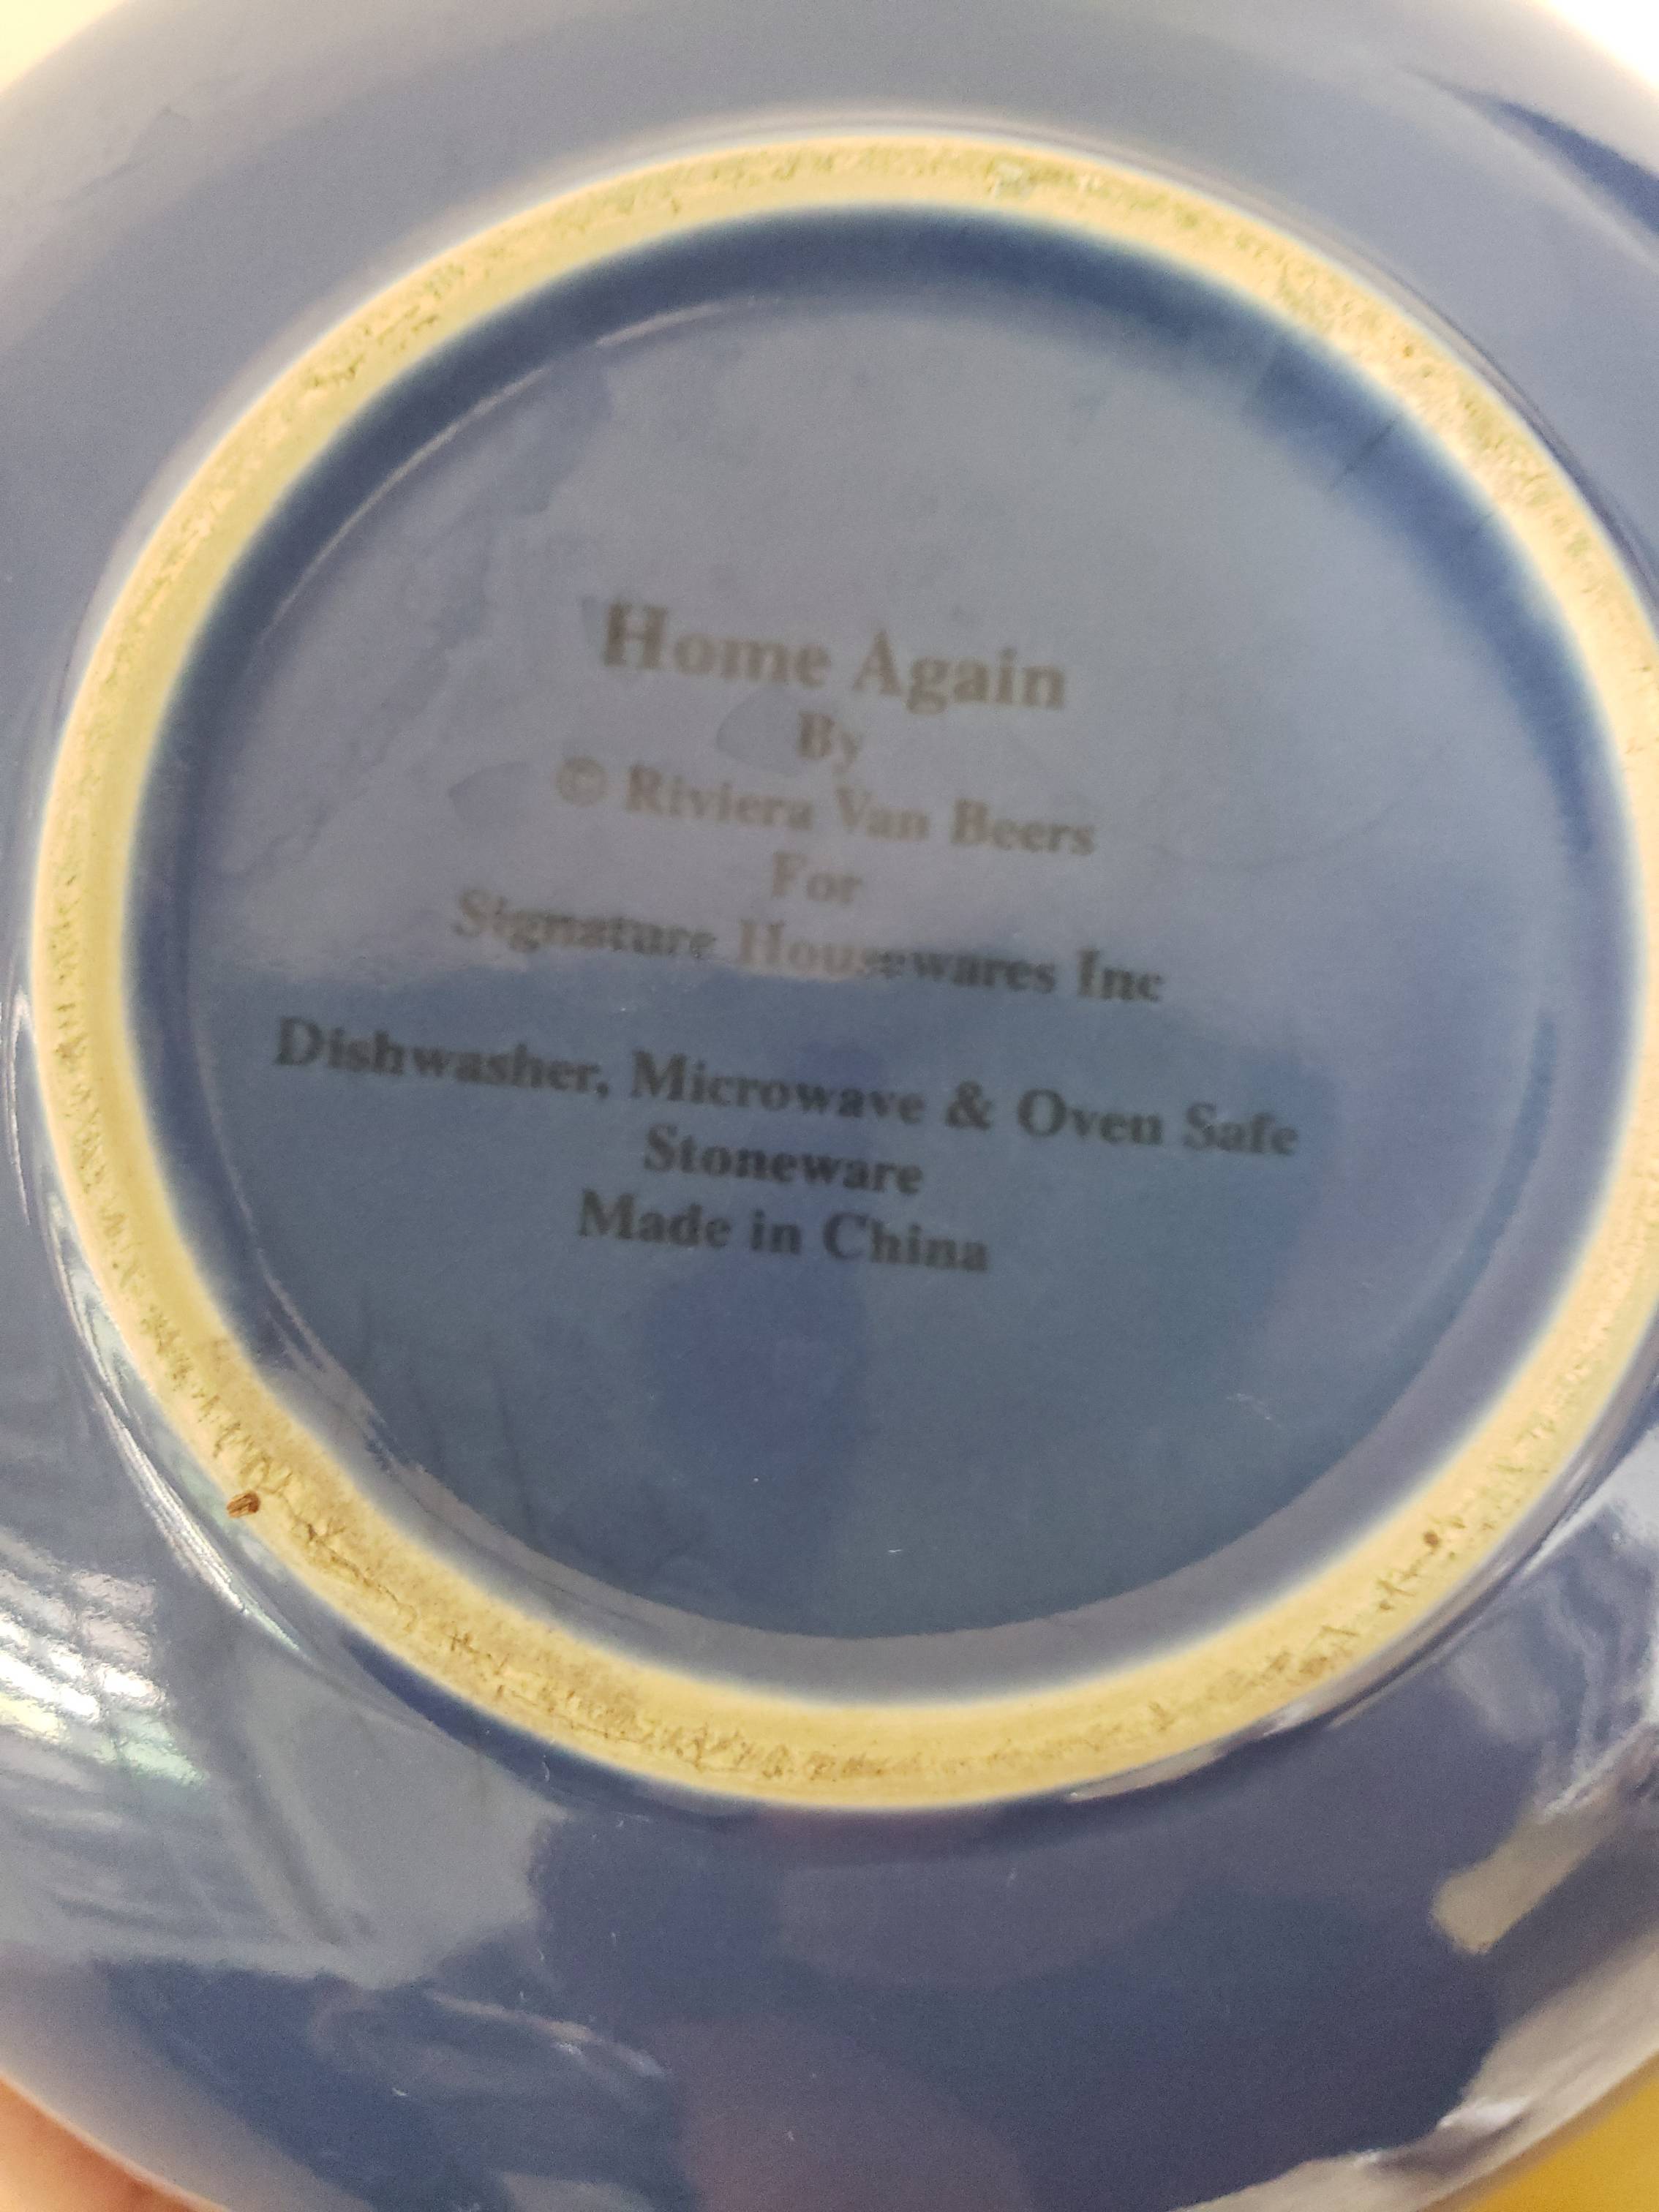 Home Again
By
© Riviera Van Beers
For
Signature Housewares Inc
Dishwasher, Microwave & Oven Safe
Stoneware
Made in China